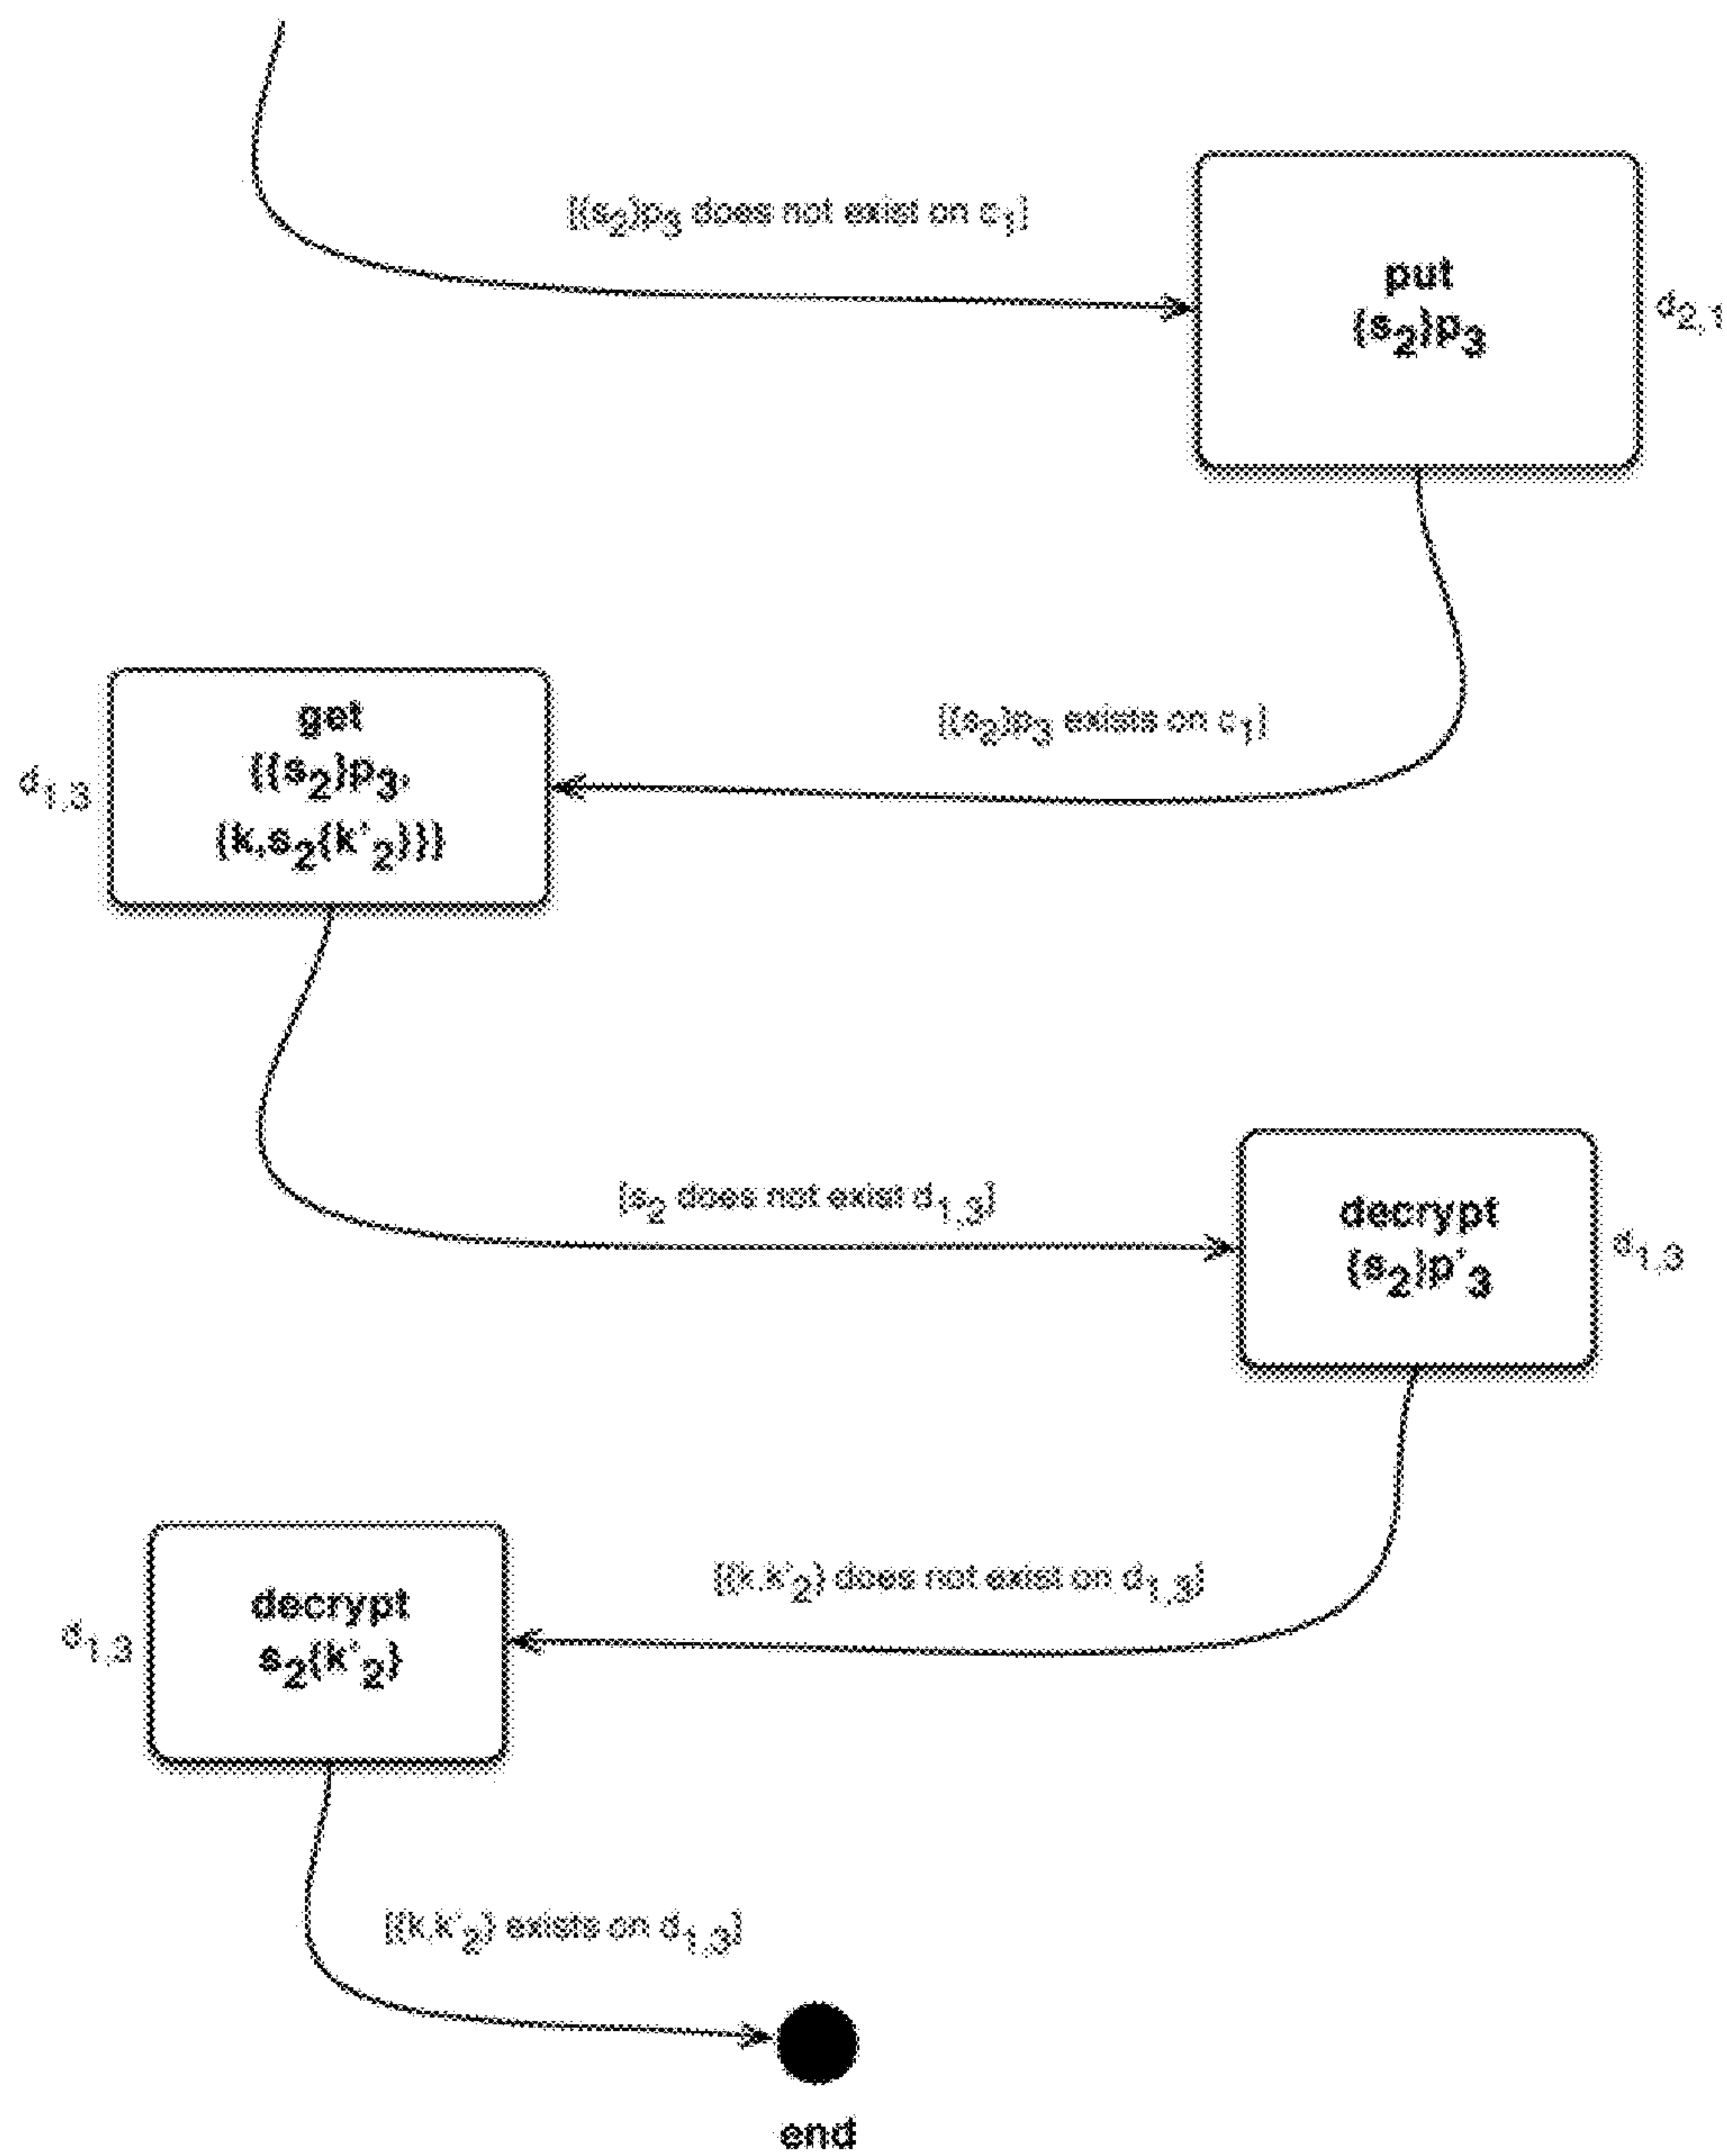 [{s₂}p₃ does not exist on c₁]
put
{s₂}p₃
d₂,₁
[{s₂}p₃ exists on c₁]
get
{{s₂}p₃,
{k,s₂{k'₂}}}
d₁,₃
[s₂ does not exist d₁,₃]
decrypt
{s₂}p'₃
d₁,₃
[{k,k'₂} does not exist on d₁,₃]
decrypt
s₂{k'₂}
d₁,₃
[{k,k'₂} exists on d₁,₃]
end